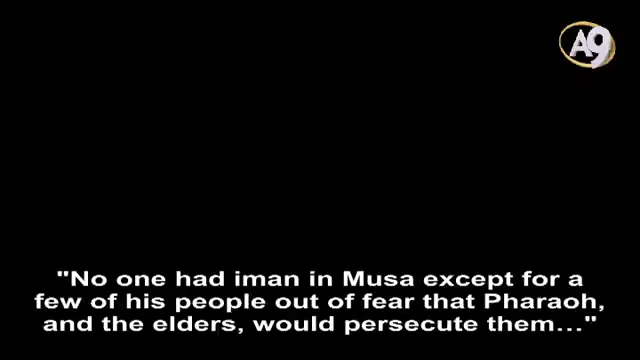 A9
"No one had iman in Musa except for a
few of his people out of fear that Pharaoh,
and the elders, would persecute them..."